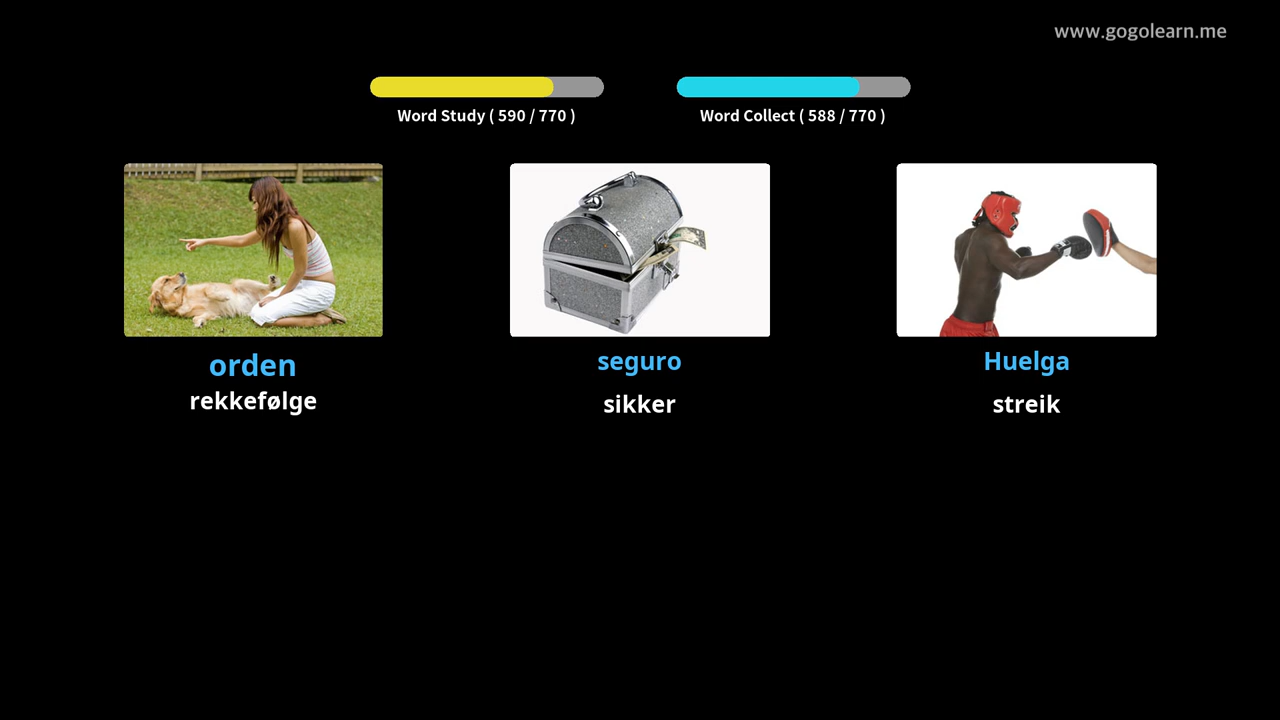 www.gogolearn.me
Word Study ( 590 / 770 )
Word Collect ( 588 / 770 )
orden
rekkefølge
seguro
sikker
Huelga
streik